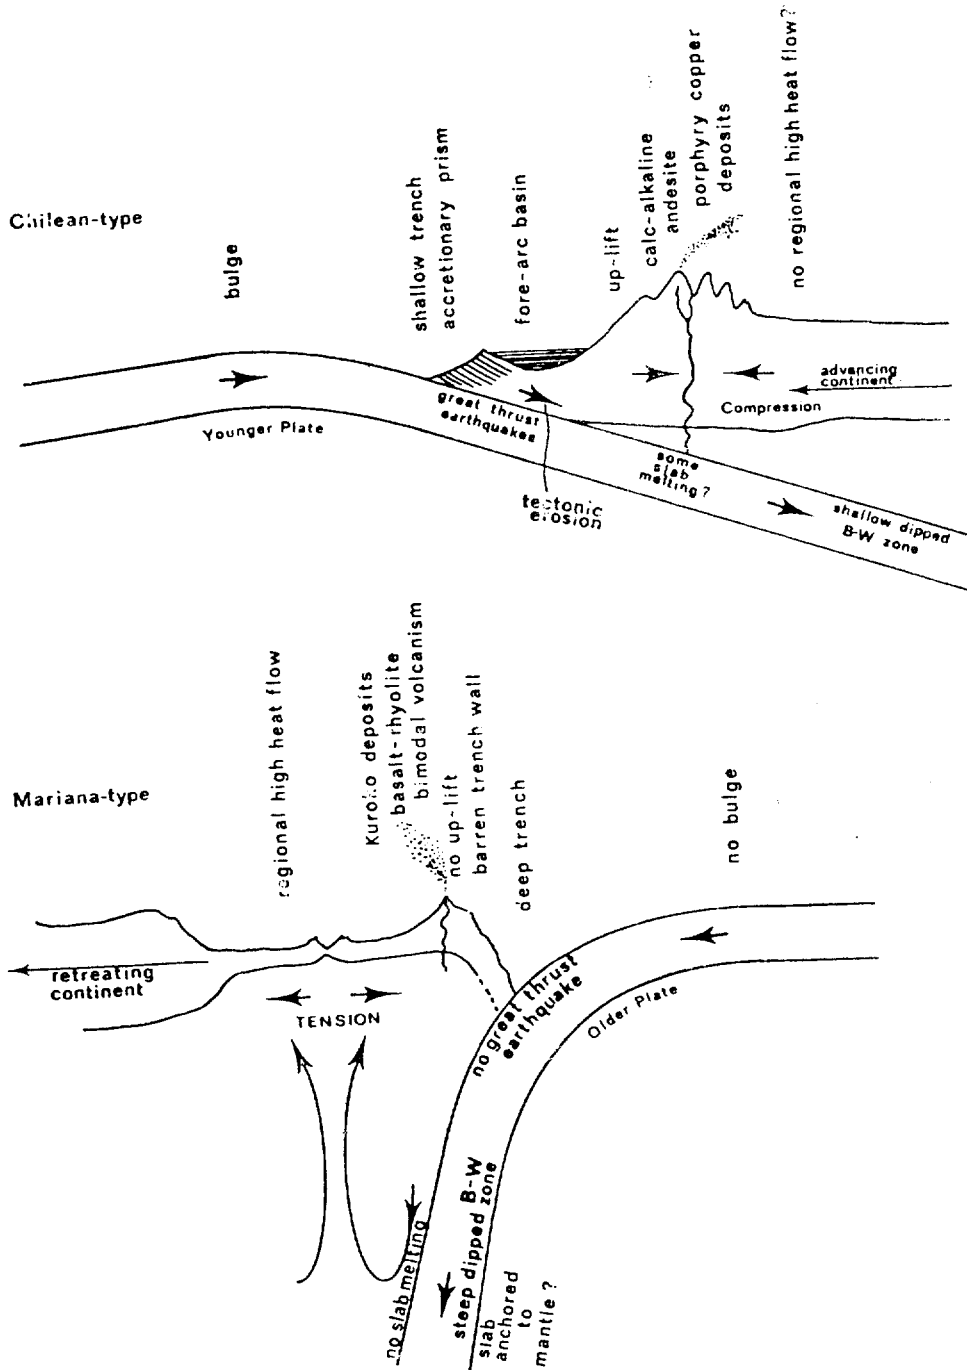 Chilean-type
bulge
shallow trench
accretionary prism
fore-arc basin
up-lift
calc-alkaline
andesite
porphyry copper
deposits
no regional high heat flow?
advancing
continent
Compression
great thrust
earthquakes
Younger Plate
tectonic
erosion
some
slab
melting?
shallow dipped
B-W zone
Mariana-type
regional high heat flow
Kuroko deposits
basalt-rhyolite
bimodal volcanism
no up-lift
barren trench wall
deep trench
no bulge
retreating
continent
TENSION
no great thrust
earthquake
Older Plate
no slab melting
steep dipped B-W
zone
slab
anchored
to
mantle?